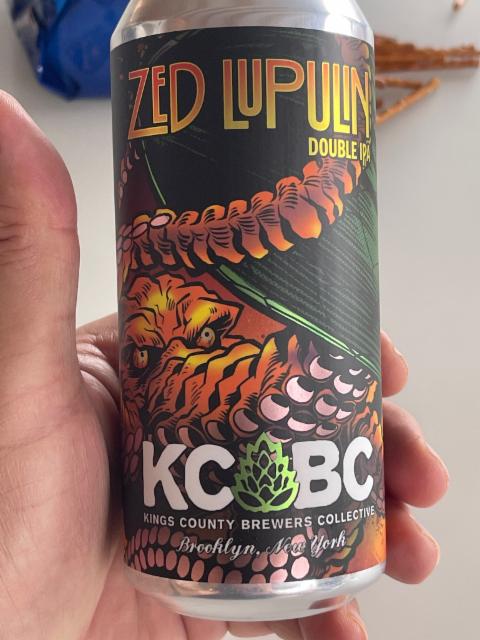 ZED LUPULIN
DOUBLE IPA
KCBC
KINGS COUNTY BREWERS COLLECTIVE
Brooklyn, New York